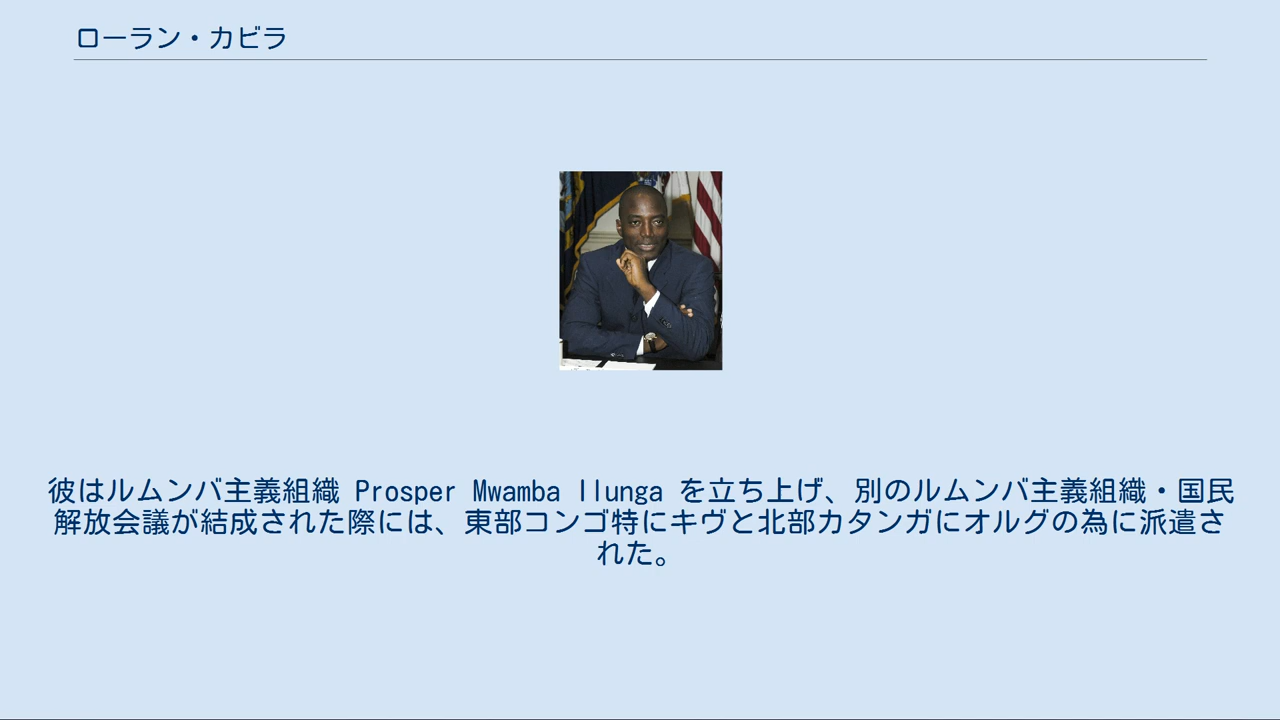 ローラン・カビラ
彼はルムンバ主義組織 Prosper Mwamba Ilunga を立ち上げ、別のルムンバ主義組織・国民
解放会議が結成された際には、東部コンゴ特にキヴと北部カタンガにオルグの為に派遣さ
れた。